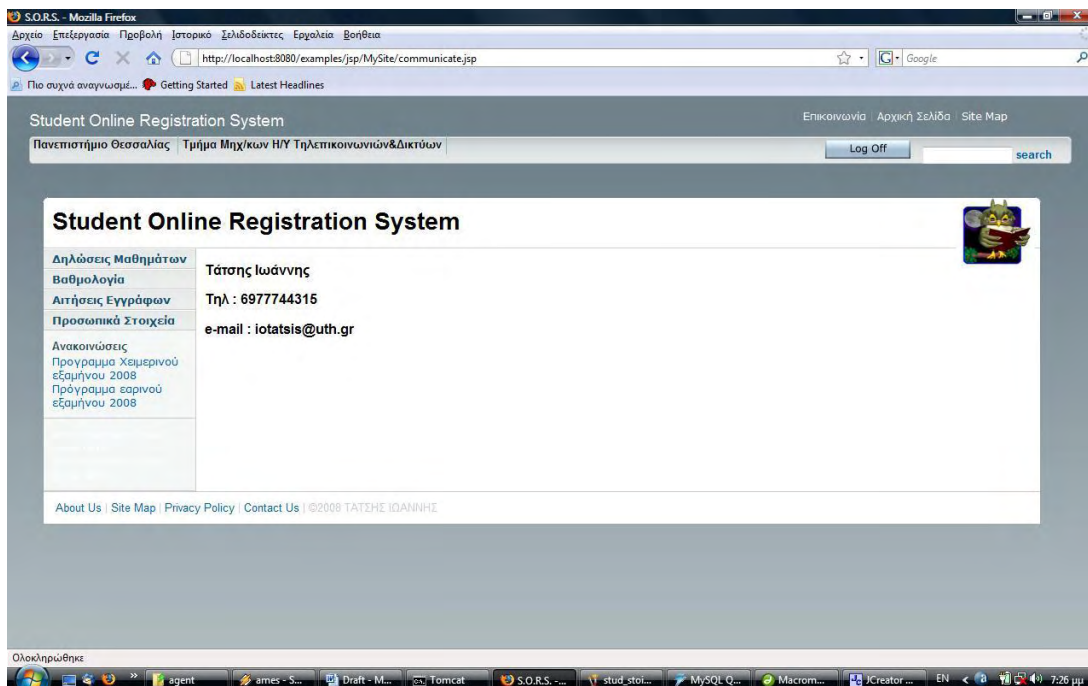 S.O.R.S. - Mozilla Firefox
Αρχείο Επεξεργασία Προβολή Ιστορικό Σελιδοδείκτες Εργαλεία Βοήθεια
http://localhost:8080/examples/jsp/MySite/communicate.jsp Google
Πιο συχνά αναγνωσμέ... Getting Started Latest Headlines
Student Online Registration System Επικοινωνία Αρχική Σελίδα Site Map
Πανεπιστήμιο Θεσσαλίας Τμήμα Μηχ/κων Η/Υ Τηλεπικοινωνιών&Δικτύων Log Off search
Student Online Registration System
Δηλώσεις Μαθημάτων
Βαθμολογία
Αιτήσεις Εγγράφων
Προσωπικά Στοιχεία
Ανακοινώσεις
Προγραμμα Χειμερινού
εξαμήνου 2008
Πρόγραμμα εαρινού
εξαμήνου 2008
Τάτσης Ιωάννης
Τηλ : 6977744315
e-mail : iotatsis@uth.gr
About Us | Site Map | Privacy Policy | Contact Us | ©2008 ΤΑΤΣΗΣ ΙΩΑΝΝΗΣ
Ολοκληρώθηκε
agent ames - S... Draft - M... Tomcat S.O.R.S. -... stud_stoi... MySQL Q... Macrom... JCreator ... EN 7:26 μμ